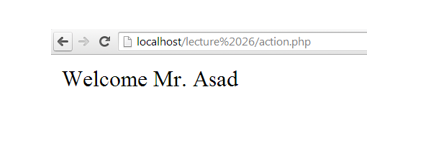 localhost/lecture%2026/action.php
Welcome Mr. Asad